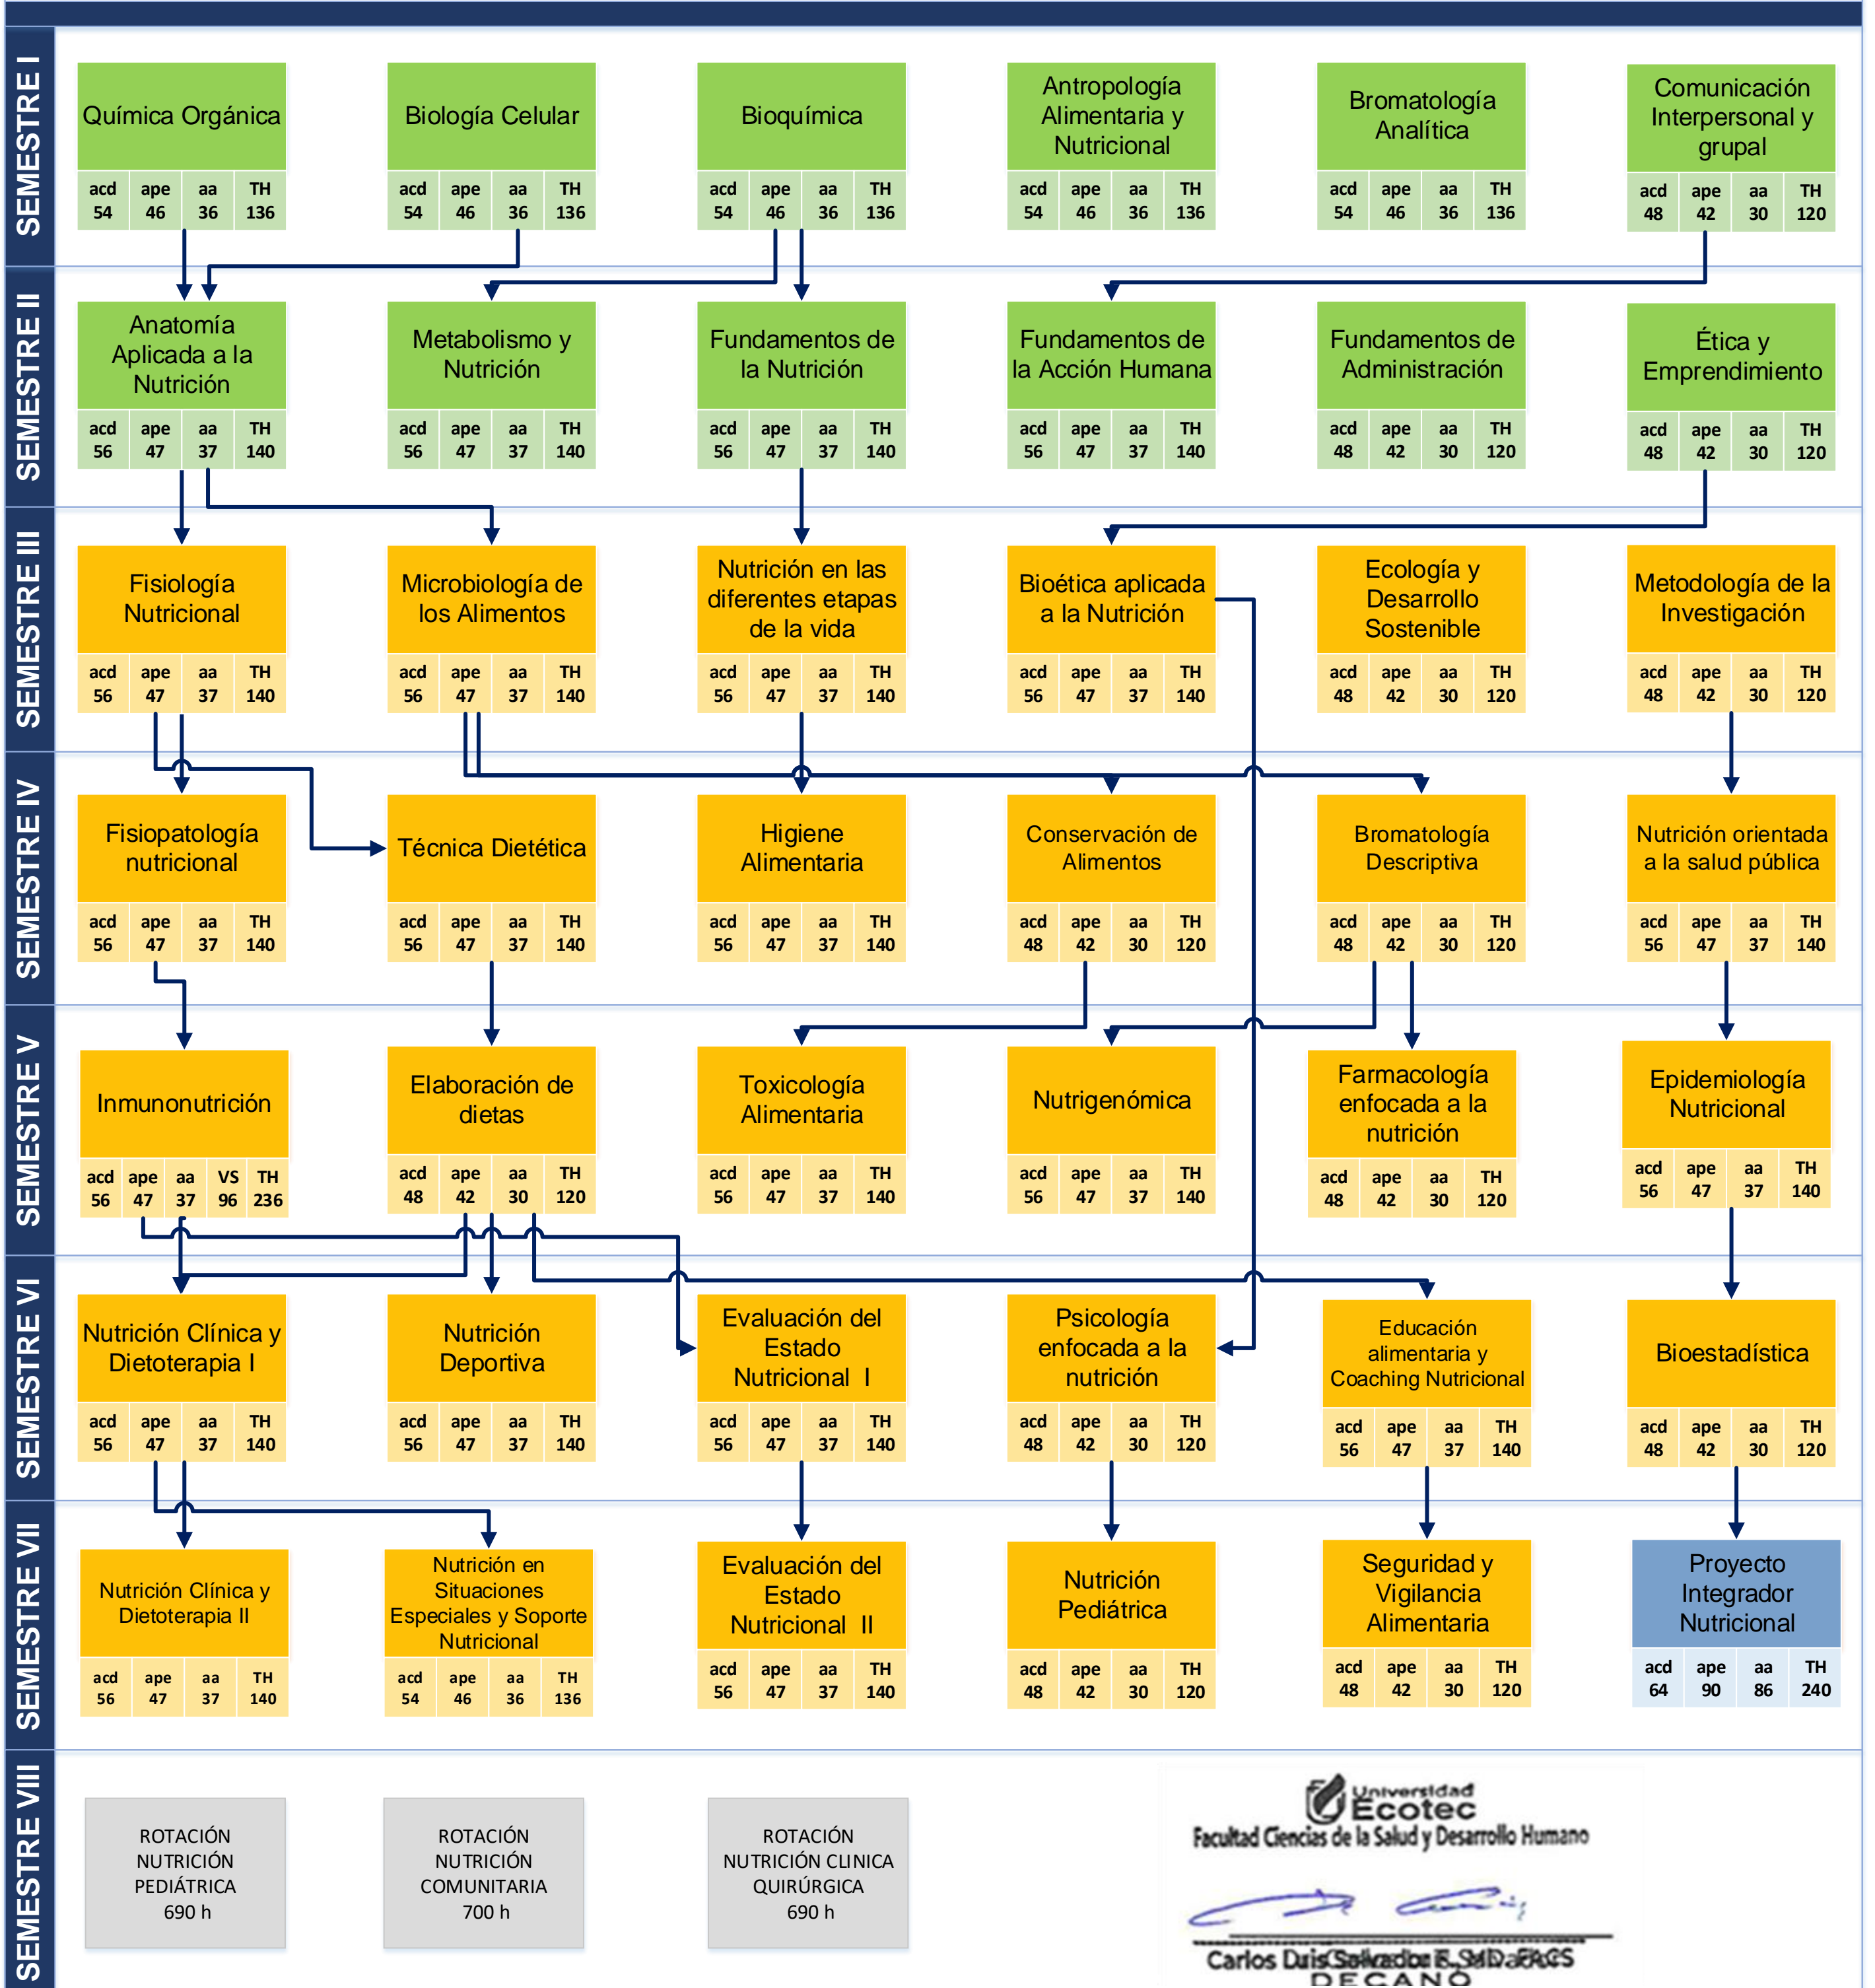 SEMESTRE I
Química Orgánica
acd ape aa TH
54 46 36 136
Biología Celular
acd ape aa TH
54 46 36 136
Bioquímica
acd ape aa TH
54 46 36 136
Antropología
Alimentaria y
Nutricional
acd ape aa TH
54 46 36 136
Bromatología
Analítica
acd ape aa TH
54 46 36 136
Comunicación
Interpersonal y
grupal
acd ape aa TH
48 42 30 120
SEMESTRE II
Anatomía
Aplicada a la
Nutrición
acd ape aa TH
56 47 37 140
Metabolismo y
Nutrición
acd ape aa TH
56 47 37 140
Fundamentos de
la Nutrición
acd ape aa TH
56 47 37 140
Fundamentos de
la Acción Humana
acd ape aa TH
56 47 37 140
Fundamentos de
Administración
acd ape aa TH
48 42 30 120
Ética y
Emprendimiento
acd ape aa TH
48 42 30 120
SEMESTRE III
Fisiología
Nutricional
acd ape aa TH
56 47 37 140
Microbiología de
los Alimentos
acd ape aa TH
56 47 37 140
Nutrición en las
diferentes etapas
de la vida
acd ape aa TH
56 47 37 140
Bioética aplicada
a la Nutrición
acd ape aa TH
56 47 37 140
Ecología y
Desarrollo
Sostenible
acd ape aa TH
48 42 30 120
Metodología de la
Investigación
acd ape aa TH
48 42 30 120
SEMESTRE IV
Fisiopatología
nutricional
acd ape aa TH
56 47 37 140
Técnica Dietética
acd ape aa TH
56 47 37 140
Higiene
Alimentaria
acd ape aa TH
56 47 37 140
Conservación de
Alimentos
acd ape aa TH
48 42 30 120
Bromatología
Descriptiva
acd ape aa TH
48 42 30 120
Nutrición orientada
a la salud pública
acd ape aa TH
56 47 37 140
SEMESTRE V
Inmunonutrición
acd ape aa VS TH
56 47 37 96 236
Elaboración de
dietas
acd ape aa TH
48 42 30 120
Toxicología
Alimentaria
acd ape aa TH
56 47 37 140
Nutrigenómica
acd ape aa TH
56 47 37 140
Farmacología
enfocada a la
nutrición
acd ape aa TH
48 42 30 120
Epidemiología
Nutricional
acd ape aa TH
56 47 37 140
SEMESTRE VI
Nutrición Clínica y
Dietoterapia I
acd ape aa TH
56 47 37 140
Nutrición
Deportiva
acd ape aa TH
56 47 37 140
Evaluación del
Estado
Nutricional I
acd ape aa TH
56 47 37 140
Psicología
enfocada a la
nutrición
acd ape aa TH
48 42 30 120
Educación
alimentaria y
Coaching Nutricional
acd ape aa TH
56 47 37 140
Bioestadística
acd ape aa TH
48 42 30 120
SEMESTRE VII
Nutrición Clínica y
Dietoterapia II
acd ape aa TH
56 47 37 140
Nutrición en
Situaciones
Especiales y Soporte
Nutricional
acd ape aa TH
54 46 36 136
Evaluación del
Estado
Nutricional II
acd ape aa TH
56 47 37 140
Nutrición
Pediátrica
acd ape aa TH
48 42 30 120
Seguridad y
Vigilancia
Alimentaria
acd ape aa TH
48 42 30 120
Proyecto
Integrador
Nutricional
acd ape aa TH
64 90 86 240
SEMESTRE VIII
ROTACIÓN
NUTRICIÓN
PEDIÁTRICA
690 h
ROTACIÓN
NUTRICIÓN
COMUNITARIA
700 h
ROTACIÓN
NUTRICIÓN CLINICA
QUIRÚRGICA
690 h
Universidad
Ecotec
Facultad Ciencias de la Salud y Desarrollo Humano
Carlos
DECANO